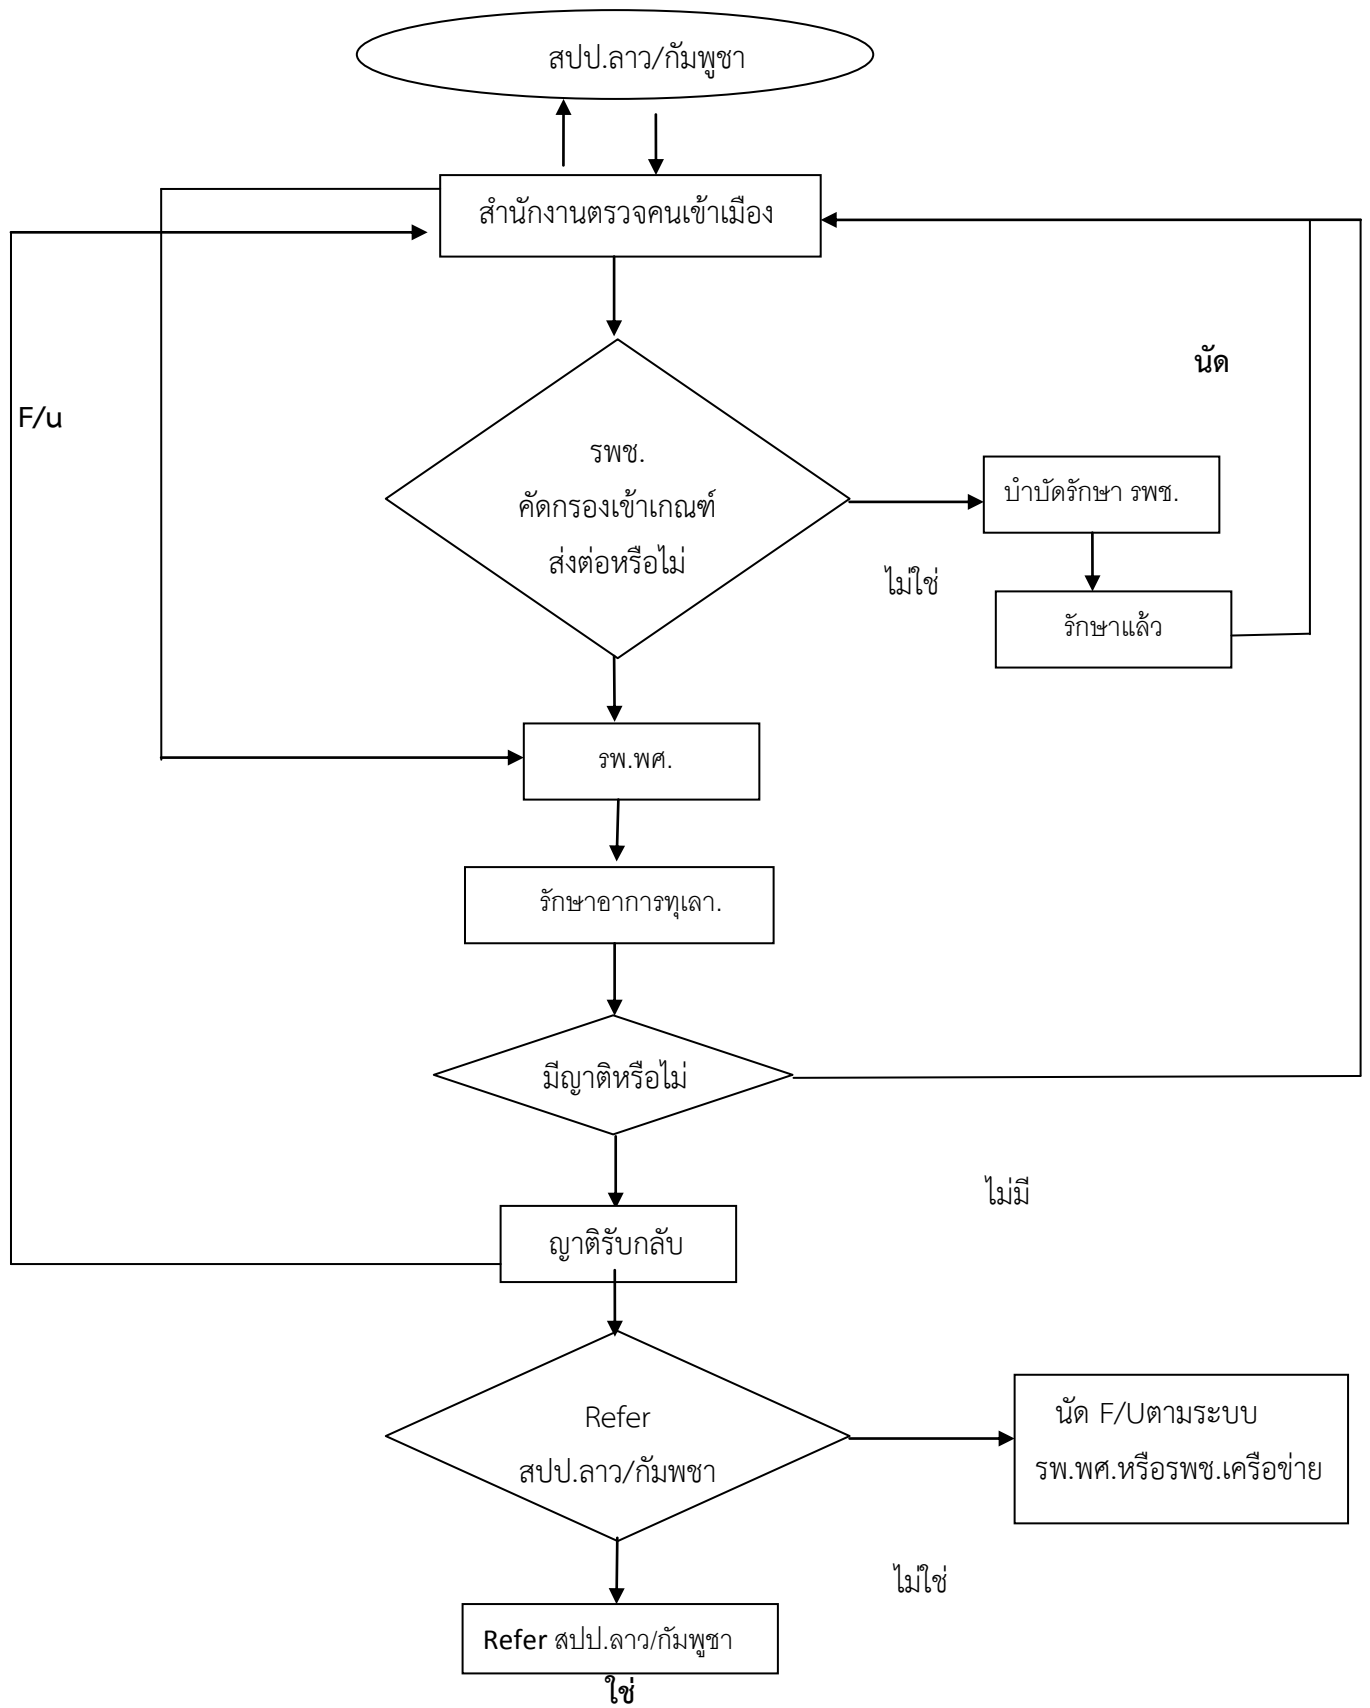 สปป.ลาว/กัมพูชา
สำนักงานตรวจคนเข้าเมือง
นัด
F/u
รพช.
คัดกรองเข้าเกณฑ์
ส่งต่อหรือไม่
บำบัดรักษา รพช.
ไม่ใช่
รักษาแล้ว
รพ.พศ.
รักษาอาการทุเลา.
มีญาติหรือไม่
ไม่มี
ญาติรับกลับ
Refer
สปป.ลาว/กัมพชา
นัด F/Uตามระบบ
รพ.พศ.หรือรพช.เครือข่าย
ไม่ใช่
Refer สปป.ลาว/กัมพูชา
ใช่